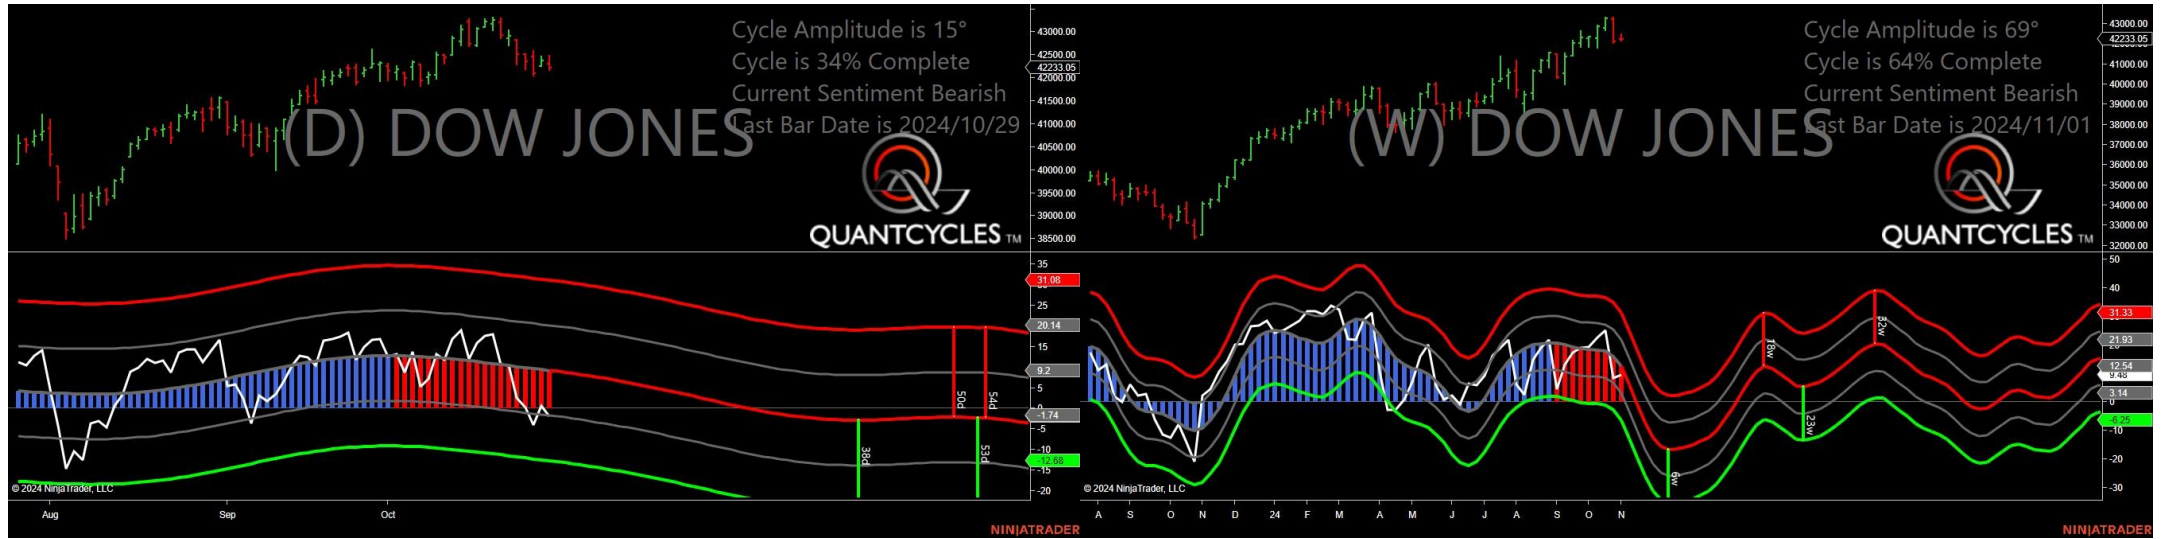 Cycle Amplitude is 15°
Cycle is 34% Complete
Current Sentiment Bearish
Last Bar Date is 2024/10/29
(D) DOW JONES
QUANTCYCLES TM
43000.00
42500.00
42233.05
42000.00
41500.00
41000.00
40500.00
40000.00
39500.00
39000.00
38500.00
35
31.08
25
20.14
15
9.2
5
0
-1.74
-5
-10
-12.68
-15
-20
38d
50d
53d
54d
© 2024 NinjaTrader, LLC
Aug Sep Oct
NINJATRADER
Cycle Amplitude is 69°
Cycle is 64% Complete
Current Sentiment Bearish
Last Bar Date is 2024/11/01
(W) DOW JONES
QUANTCYCLES TM
43000.00
42233.05
41000.00
40000.00
39000.00
38000.00
37000.00
36000.00
35000.00
34000.00
33000.00
32000.00
50
40
31.33
21.93
12.54
9.48
3.14
0
-6.25
-10
-20
-30
6w
18w
23w
32w
© 2024 NinjaTrader, LLC
A S O N D 24 F M A M J J A S O N
NINJATRADER